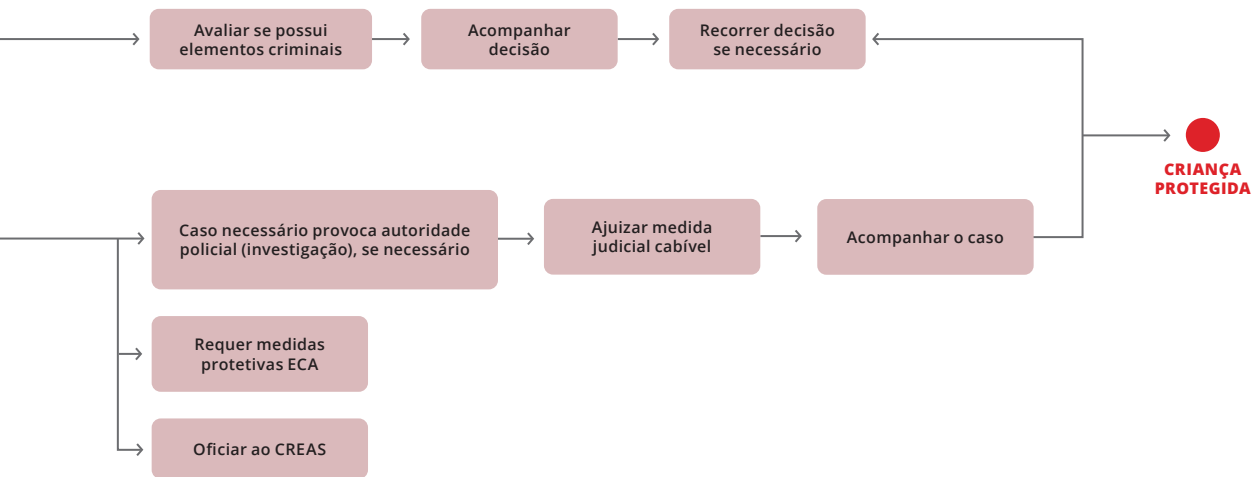 Avaliar se possui
elementos criminais
Acompanhar
decisão
Recorrer decisão
se necessário
CRIANÇA
PROTEGIDA
Caso necessário provoca autoridade
policial (investigação), se necessário
Ajuizar medida
judicial cabível
Acompanhar o caso
Requer medidas
protetivas ECA
Oficiar ao CREAS